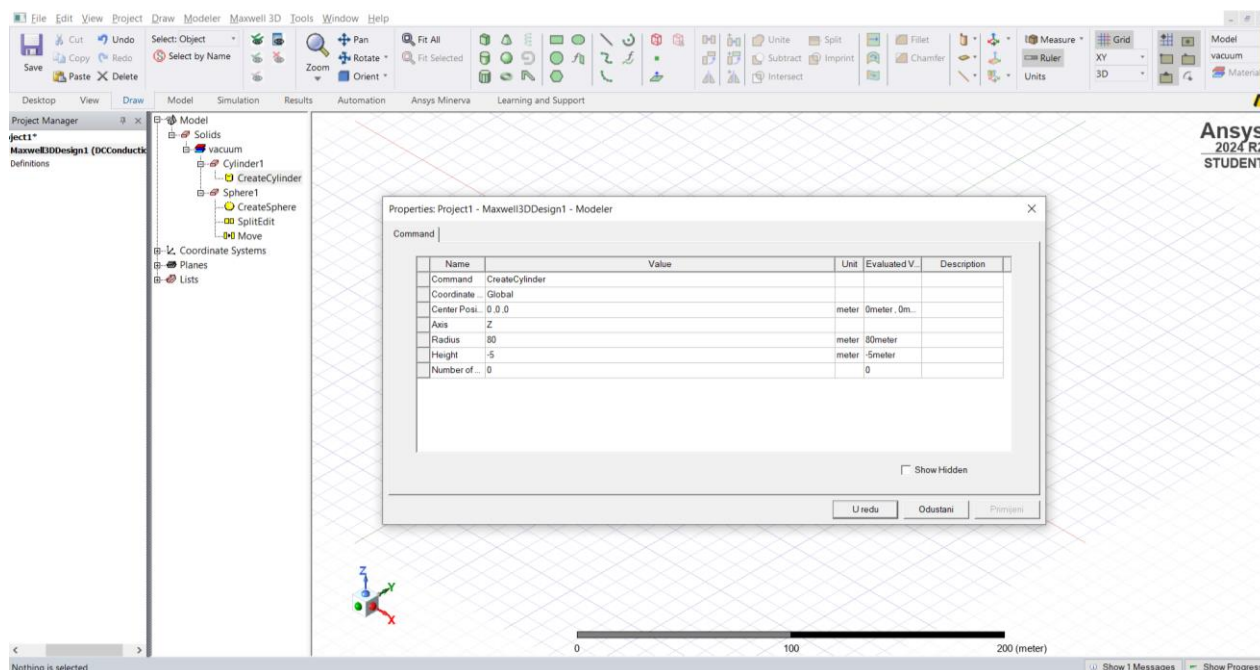 File Edit View Project Draw Modeler Maxwell 3D Tools Window Help
Save
Cut
Copy
Paste
Undo
Redo
Delete
Select: Object
Select by Name
Zoom
Pan
Rotate
Orient
Fit All
Fit Selected
Unite
Subtract
Intersect
Split
Imprint
Fillet
Chamfer
Measure
Ruler
Units
Grid
XY
3D
Model
vacuum
Material
Desktop View Draw Model Simulation Results Automation Ansys Minerva Learning and Support
Project Manager
ject1*
Maxwell3DDesign1 (DCConductic
Definitions
Model
Solids
vacuum
Cylinder1
CreateCylinder
Sphere1
CreateSphere
SplitEdit
Move
Coordinate Systems
Planes
Lists
Ansys
2024 R2
STUDENT
Properties: Project1 - Maxwell3DDesign1 - Modeler
Command
Name Value Unit Evaluated V... Description
Command CreateCylinder
Coordinate ... Global
Center Posi... 0 ,0 ,0 meter 0meter , 0m...
Axis Z
Radius 80 meter 80meter
Height -5 meter -5meter
Number of ... 0 0
Show Hidden
U redu Odustani Primijeni
Z
Y
X
0 100 200 (meter)
Nothing is selected
Show 1 Messages Show Progres